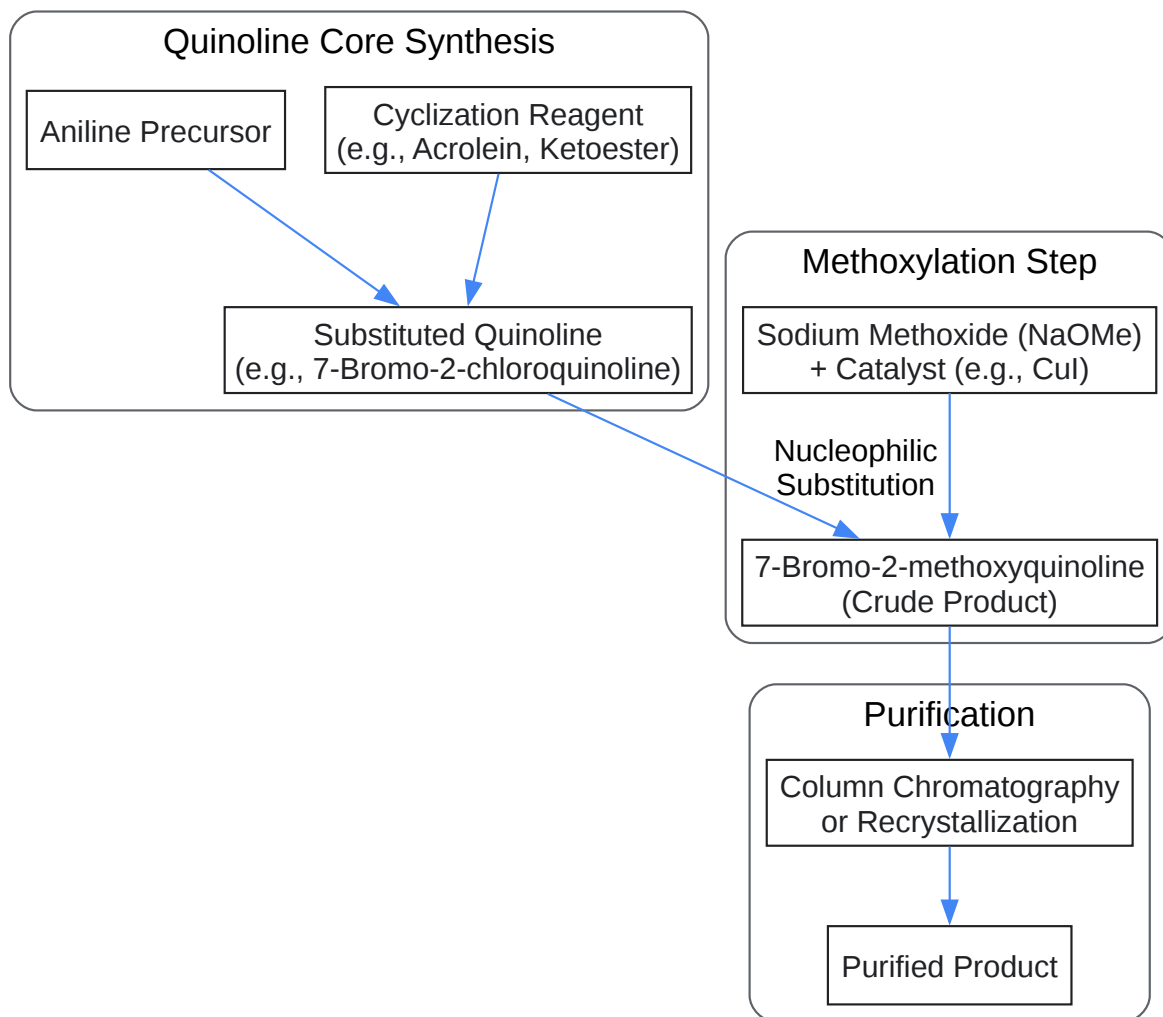 Quinoline Core Synthesis
Aniline Precursor
Cyclization Reagent
(e.g., Acrolein, Ketoester)
Substituted Quinoline
(e.g., 7-Bromo-2-chloroquinoline)
Methoxylation Step
Sodium Methoxide (NaOMe)
+ Catalyst (e.g., CuI)
Nucleophilic
Substitution
7-Bromo-2-methoxyquinoline
(Crude Product)
Purification
Column Chromatography
or Recrystallization
Purified Product